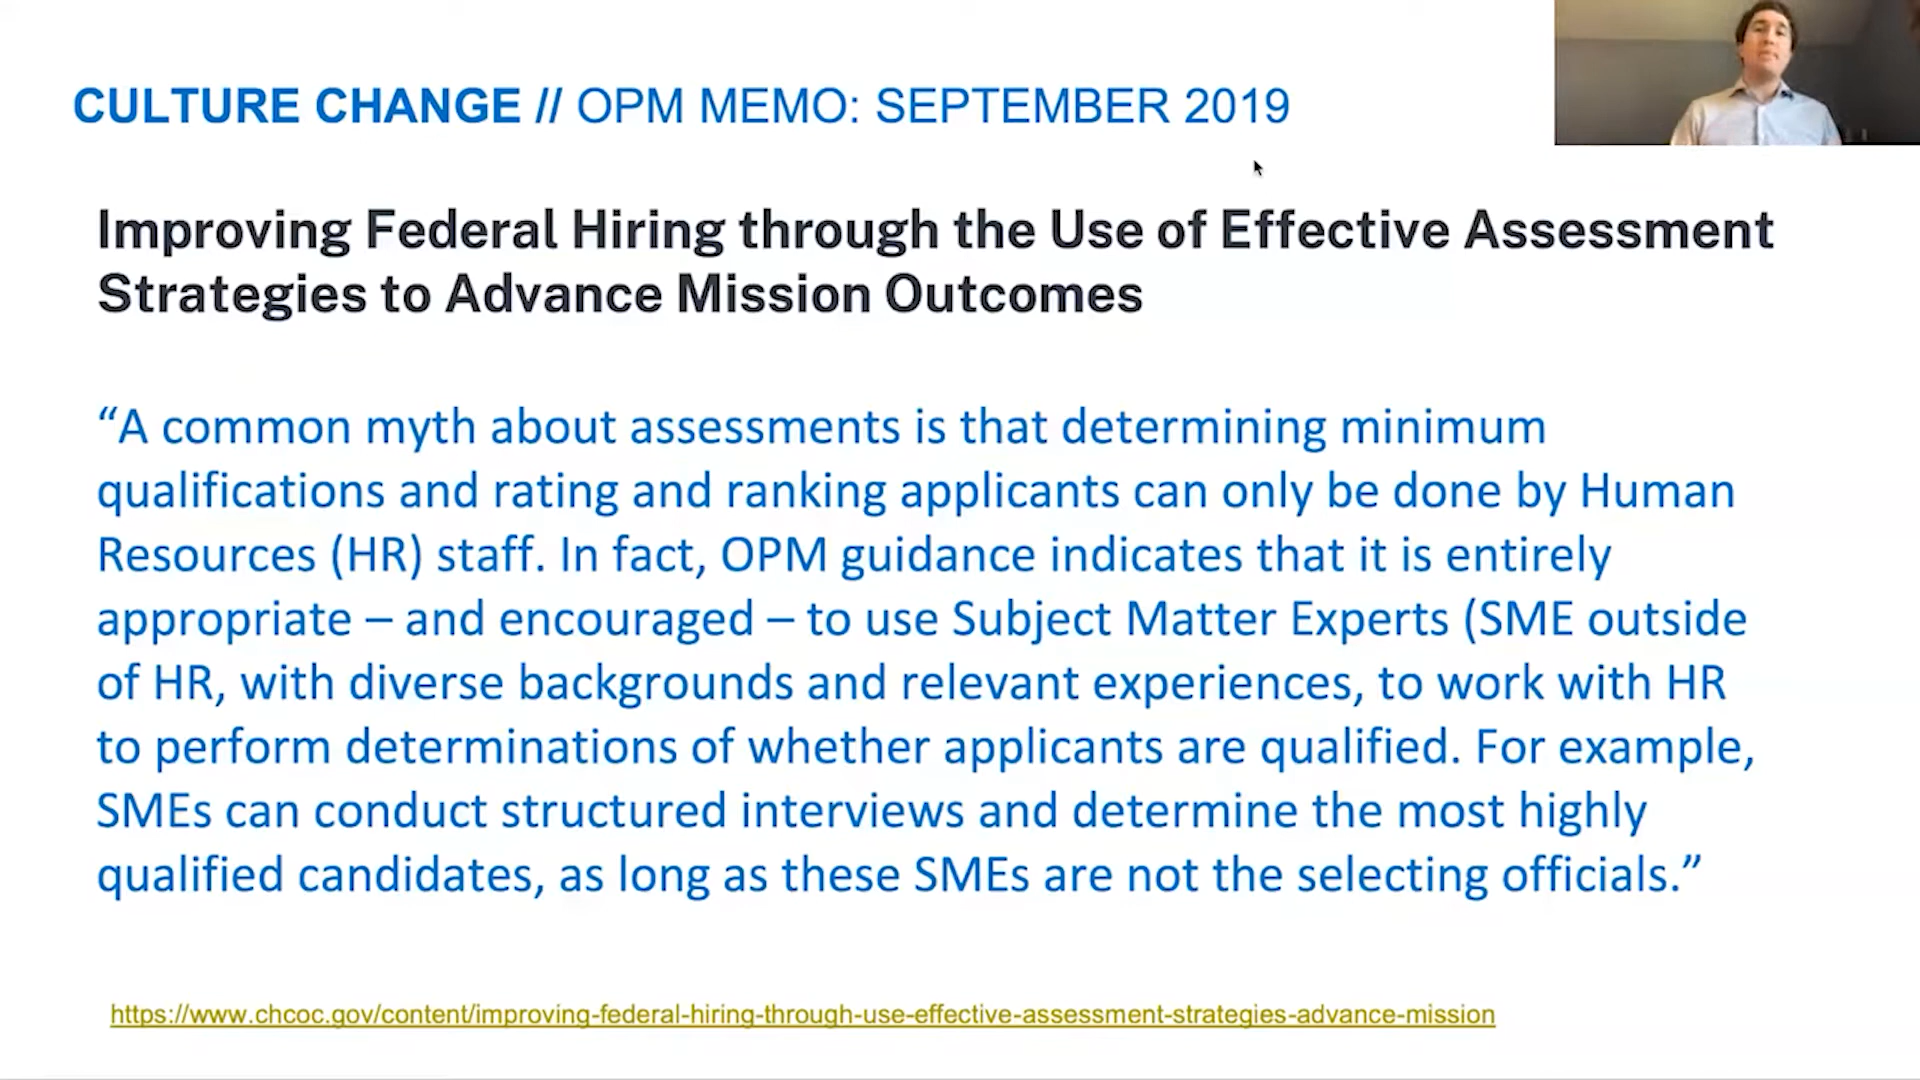 CULTURE CHANGE // OPM MEMO: SEPTEMBER 2019
Improving Federal Hiring through the Use of Effective Assessment
Strategies to Advance Mission Outcomes
“A common myth about assessments is that determining minimum
qualifications and rating and ranking applicants can only be done by Human
Resources (HR) staff. In fact, OPM guidance indicates that it is entirely
appropriate – and encouraged – to use Subject Matter Experts (SME outside
of HR, with diverse backgrounds and relevant experiences, to work with HR
to perform determinations of whether applicants are qualified. For example,
SMEs can conduct structured interviews and determine the most highly
qualified candidates, as long as these SMEs are not the selecting officials.”
https://www.chcoc.gov/content/improving-federal-hiring-through-use-effective-assessment-strategies-advance-mission